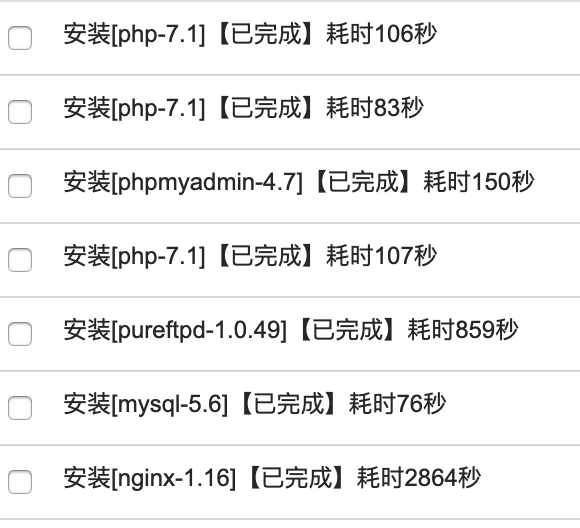 安装[php-7.1]【已完成】耗时106秒
安装[php-7.1]【已完成】耗时83秒
安装[phpmyadmin-4.7]【已完成】耗时150秒
安装[php-7.1]【已完成】耗时107秒
安装[pureftpd-1.0.49]【已完成】耗时859秒
安装[mysql-5.6]【已完成】耗时76秒
安装[nginx-1.16]【已完成】耗时2864秒